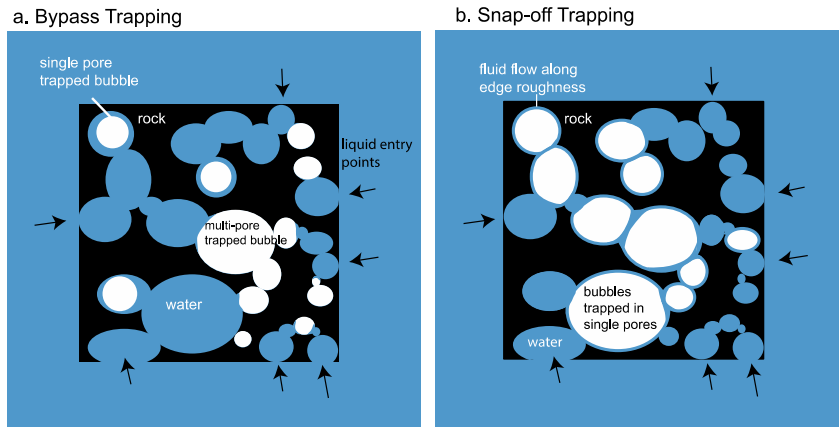 a. Bypass Trapping
single pore
trapped bubble
rock
liquid entry
points
multi-pore
trapped bubble
water
b. Snap-off Trapping
fluid flow along
edge roughness
rock
bubbles
trapped in
single pores
water